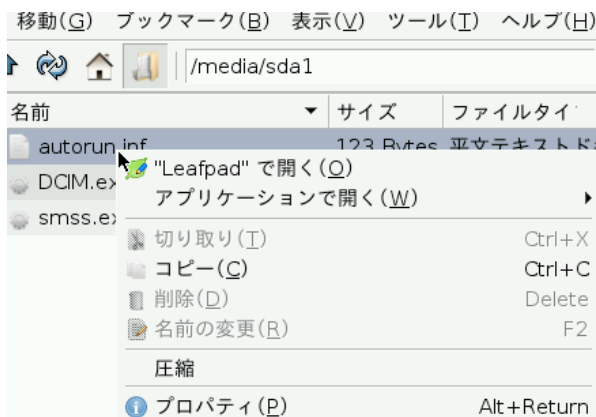 移動(G) ブックマーク(B) 表示(V) ツール(T) ヘルプ(H)
/media/sda1
名前 サイズ ファイルタイ
autorun.inf 123 Bytes 平文テキストド
"Leafpad" で開く(O)
DCIM.ex
アプリケーションで開く(W)
smss.ex
切り取り(T) Ctrl+X
コピー(C) Ctrl+C
削除(D) Delete
名前の変更(R) F2
圧縮
プロパティ(P) Alt+Return